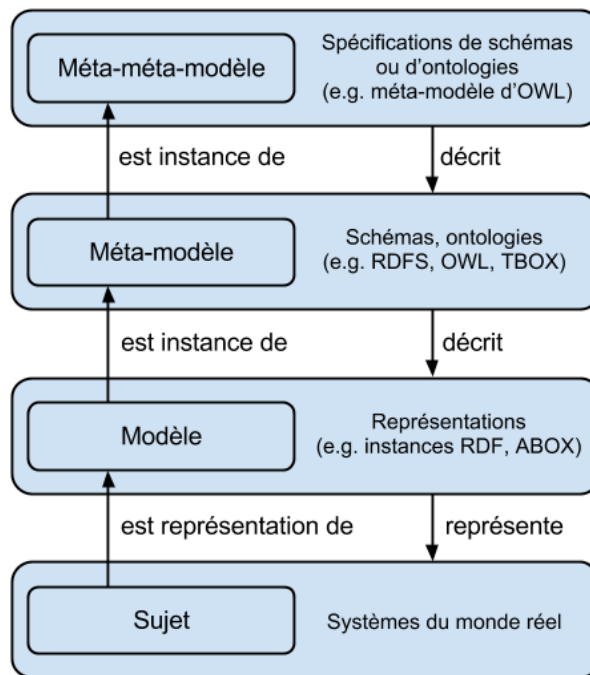 Méta-méta-modèle
Spécifications de schémas
ou d'ontologies
(e.g. méta-modèle d'OWL)
est instance de
décrit
Méta-modèle
Schémas, ontologies
(e.g. RDFS, OWL, TBOX)
est instance de
décrit
Modèle
Représentations
(e.g. instances RDF, ABOX)
est représentation de
représente
Sujet
Systèmes du monde réel